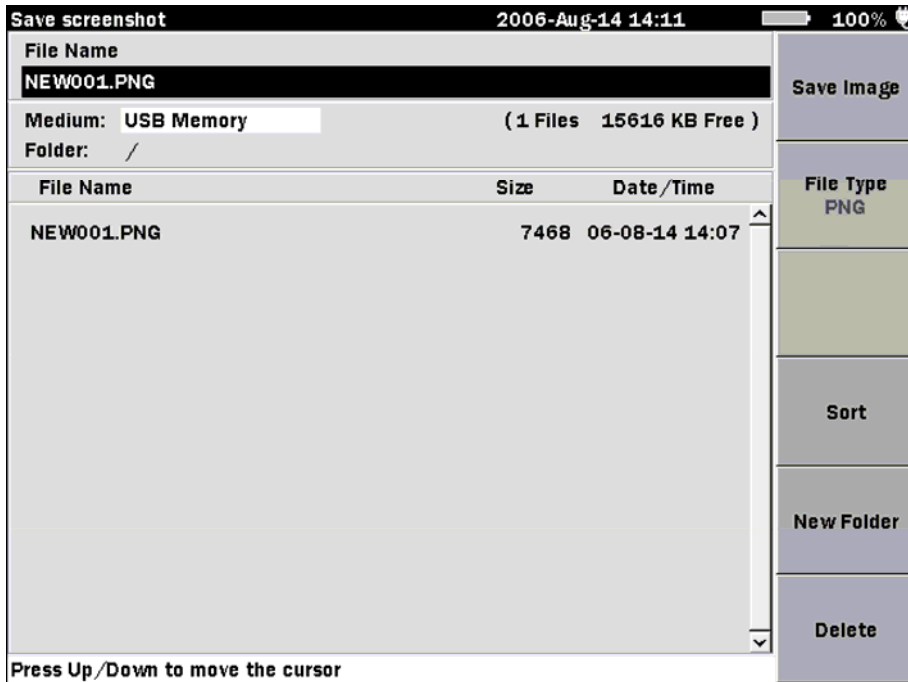 Save screenshot 2006-Aug-14 14:11 100%
File Name
NEW001.PNG
Medium: USB Memory (1 Files 15616 KB Free )
Folder: /
File Name Size Date/Time
NEW001.PNG 7468 06-08-14 14:07
Press Up/Down to move the cursor
Save Image
File Type
PNG
Sort
New Folder
Delete